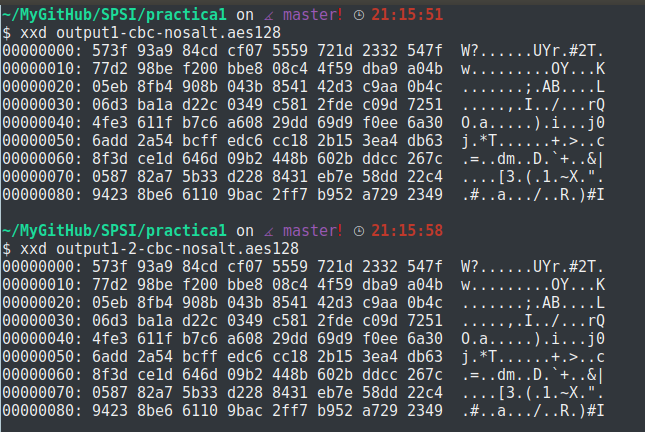 ~/MyGitHub/SPSI/practica1 on master! 21:15:51
$ xxd output1-cbc-nosalt.aes128
00000000: 573f 93a9 84cd cf07 5559 721d 2332 547f W?......UYr.#2T.
00000010: 77d2 98be f200 bbe8 08c4 4f59 dba9 a04b w.........OY...K
00000020: 05eb 8fb4 908b 043b 8541 42d3 c9aa 0b4c .......;.AB....L
00000030: 06d3 ba1a d22c 0349 c581 2fde c09d 7251 .....,.I../...rQ
00000040: 4fe3 611f b7c6 a608 29dd 69d9 f0ee 6a30 O.a.....).i...j0
00000050: 6add 2a54 bcff edc6 cc18 2b15 3ea4 db63 j.*T......+.>..c
00000060: 8f3d ce1d 646d 09b2 448b 602b ddcc 267c .=..dm..D.`+..&|
00000070: 0587 82a7 5b33 d228 8431 eb7e 58dd 22c4 ....[3.(.1.~X.".
00000080: 9423 8be6 6110 9bac 2ff7 b952 a729 2349 .#..a.../..R.)#I
~/MyGitHub/SPSI/practica1 on master! 21:15:58
$ xxd output1-2-cbc-nosalt.aes128
00000000: 573f 93a9 84cd cf07 5559 721d 2332 547f W?......UYr.#2T.
00000010: 77d2 98be f200 bbe8 08c4 4f59 dba9 a04b w.........OY...K
00000020: 05eb 8fb4 908b 043b 8541 42d3 c9aa 0b4c .......;.AB....L
00000030: 06d3 ba1a d22c 0349 c581 2fde c09d 7251 .....,.I../...rQ
00000040: 4fe3 611f b7c6 a608 29dd 69d9 f0ee 6a30 O.a.....).i...j0
00000050: 6add 2a54 bcff edc6 cc18 2b15 3ea4 db63 j.*T......+.>..c
00000060: 8f3d ce1d 646d 09b2 448b 602b ddcc 267c .=..dm..D.`+..&|
00000070: 0587 82a7 5b33 d228 8431 eb7e 58dd 22c4 ....[3.(.1.~X.".
00000080: 9423 8be6 6110 9bac 2ff7 b952 a729 2349 .#..a.../..R.)#I